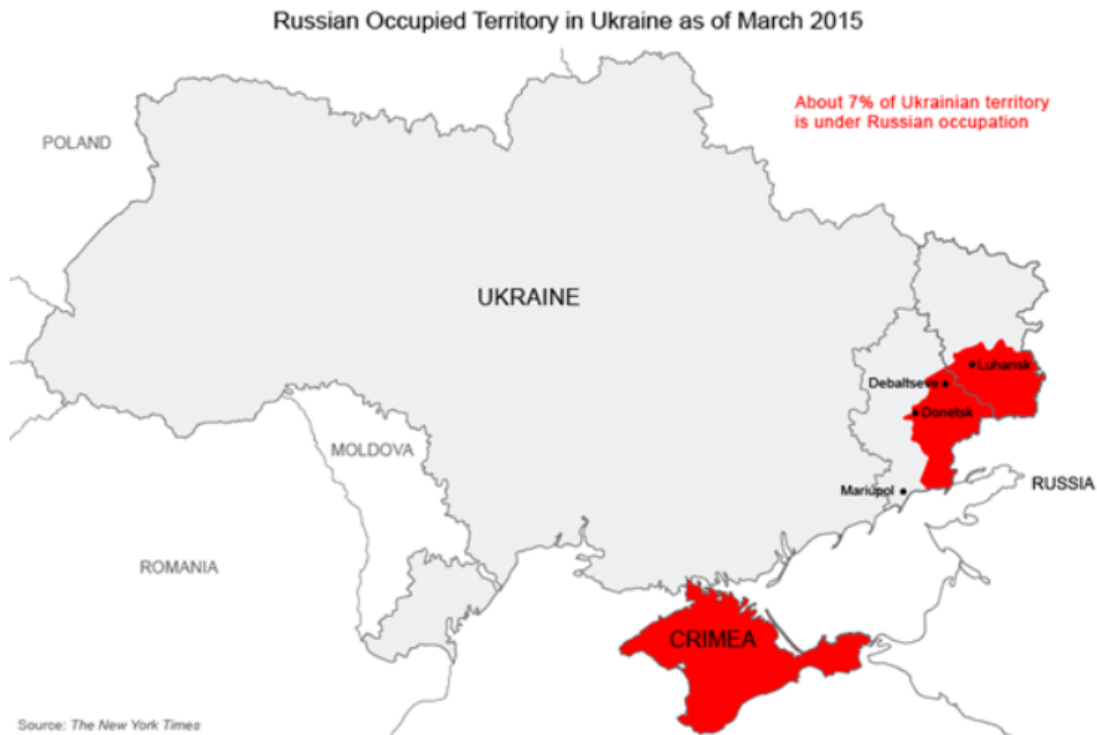 Russian Occupied Territory in Ukraine as of March 2015
About 7% of Ukrainian territory
is under Russian occupation
POLAND
UKRAINE
Luhansk
Debaltseve
Donetsk
MOLDOVA
Mariupol
RUSSIA
ROMANIA
CRIMEA
Source: The New York Times